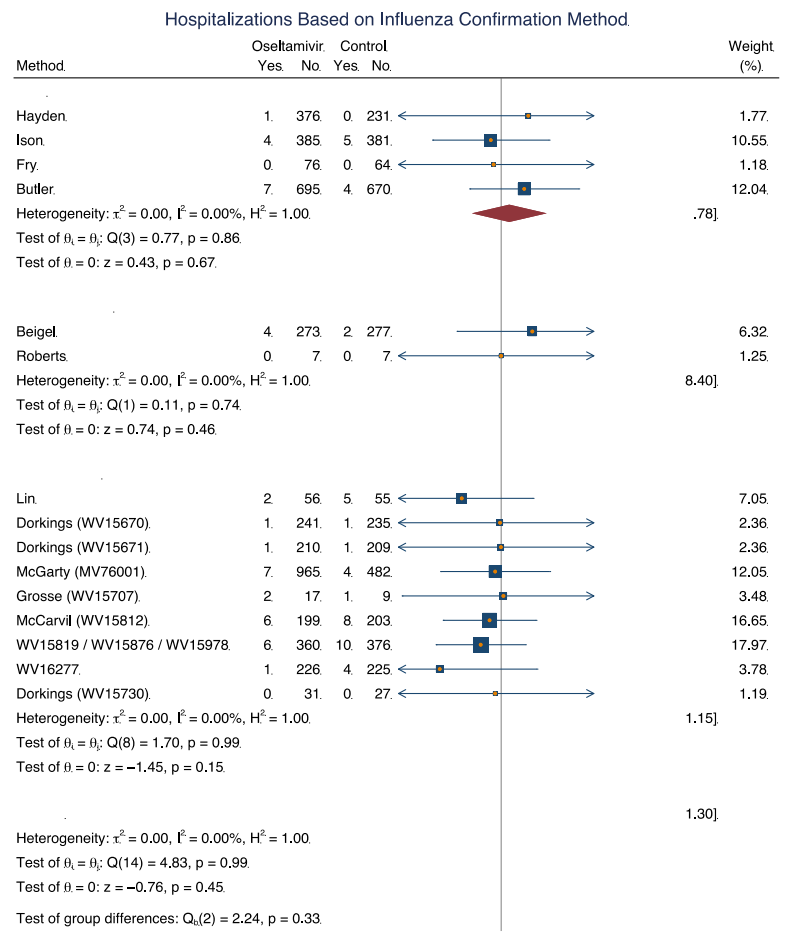 Hospitalizations Based on Influenza Confirmation Method
Oseltamivir. Control. Weight
Method. Yes. No. Yes. No. (%).
Hayden. 1. 376. 0. 231. 1.77.
Ison. 4. 385. 5. 381. 10.55.
Fry. 0. 76. 0. 64. 1.18.
Butler. 7. 695. 4. 670. 12.04.
Heterogeneity: τ² = 0.00, I² = 0.00%, H² = 1.00. .78].
Test of θᵢ = θⱼ: Q(3) = 0.77, p = 0.86.
Test of θ = 0: z = 0.43, p = 0.67.
Beigel. 4. 273. 2. 277. 6.32.
Roberts. 0. 7. 0. 7. 1.25.
Heterogeneity: τ² = 0.00, I² = 0.00%, H² = 1.00. 8.40].
Test of θᵢ = θⱼ: Q(1) = 0.11, p = 0.74.
Test of θ = 0: z = 0.74, p = 0.46.
Lin. 2. 56. 5. 55. 7.05.
Dorkings (WV15670). 1. 241. 1. 235. 2.36.
Dorkings (WV15671). 1. 210. 1. 209. 2.36.
McGarty (MV76001). 7. 965. 4. 482. 12.05.
Grosse (WV15707). 2. 17. 1. 9. 3.48.
McCarvil (WV15812). 6. 199. 8. 203. 16.65.
WV15819 / WV15876 / WV15978. 6. 360. 10. 376. 17.97.
WV16277. 1. 226. 4. 225. 3.78.
Dorkings (WV15730). 0. 31. 0. 27. 1.19.
Heterogeneity: τ² = 0.00, I² = 0.00%, H² = 1.00. 1.15].
Test of θᵢ = θⱼ: Q(8) = 1.70, p = 0.99.
Test of θ = 0: z = −1.45, p = 0.15.
1.30].
Heterogeneity: τ² = 0.00, I² = 0.00%, H² = 1.00.
Test of θᵢ = θⱼ: Q(14) = 4.83, p = 0.99.
Test of θ = 0: z = −0.76, p = 0.45.
Test of group differences: Q_b(2) = 2.24, p = 0.33.